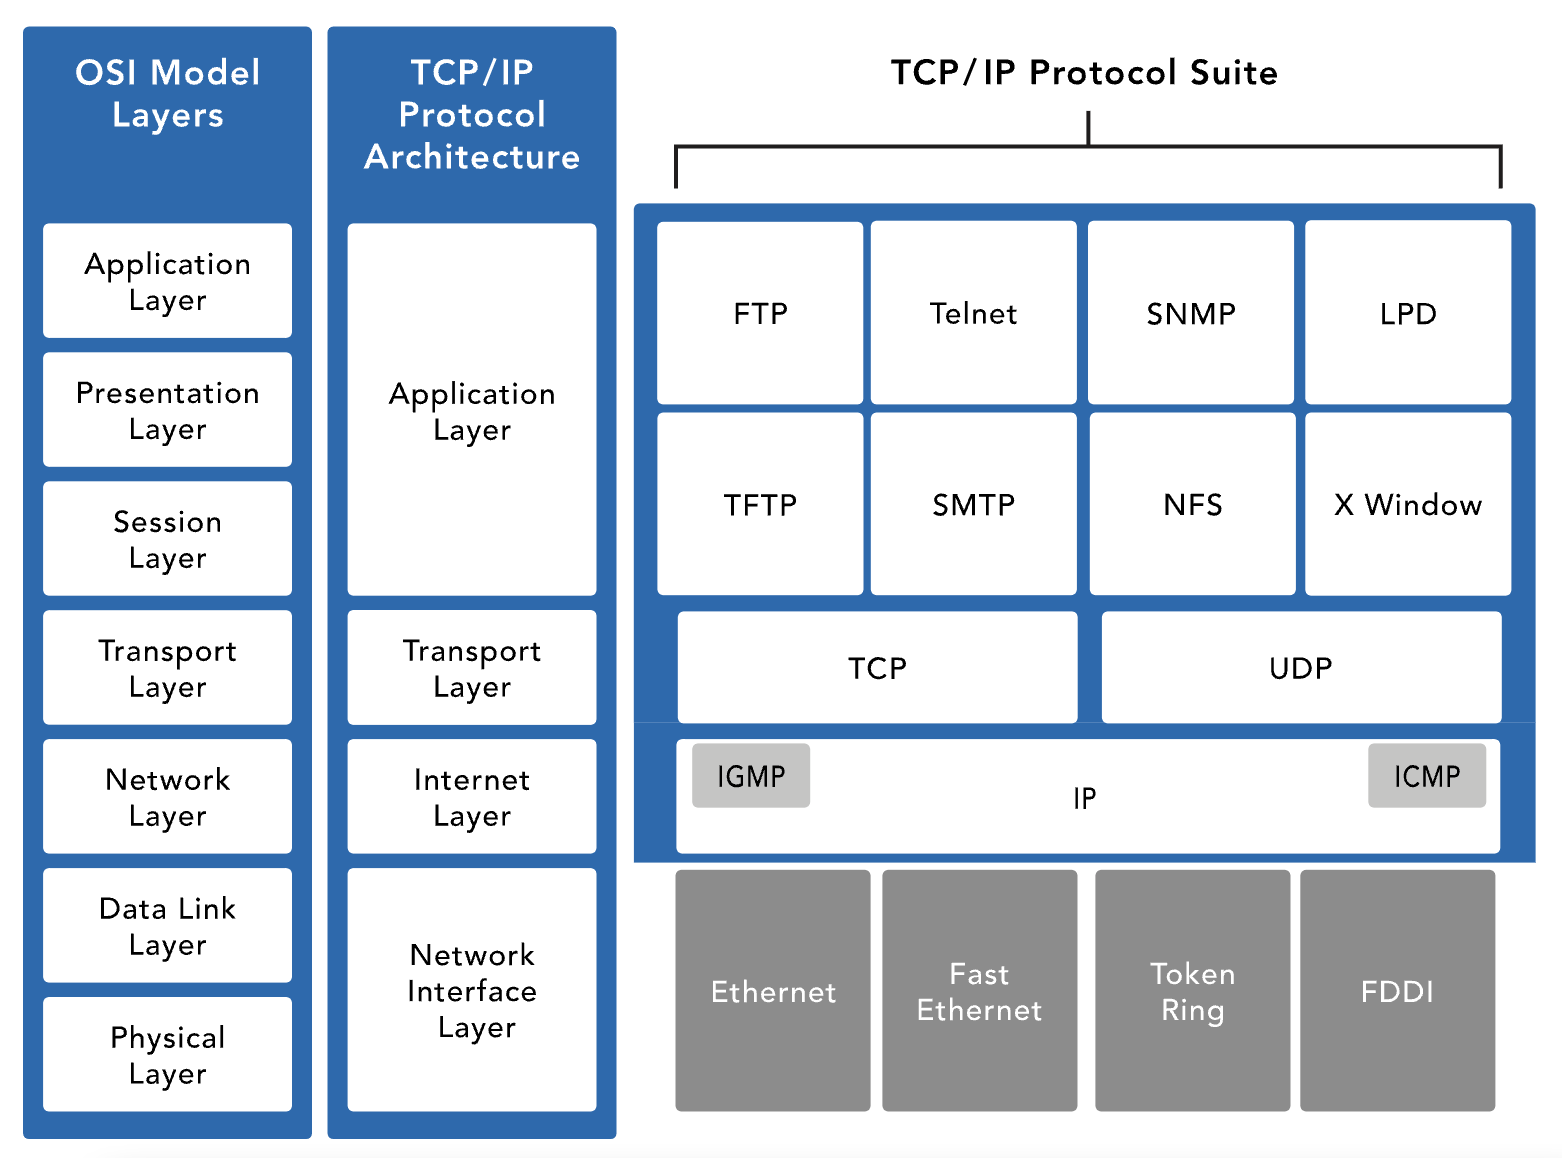 OSI Model
Layers
Application
Layer
Presentation
Layer
Session
Layer
Transport
Layer
Network
Layer
Data Link
Layer
Physical
Layer
TCP/IP
Protocol
Architecture
Application
Layer
Transport
Layer
Internet
Layer
Network
Interface
Layer
TCP/IP Protocol Suite
FTP
Telnet
SNMP
LPD
TFTP
SMTP
NFS
X Window
TCP
UDP
IGMP
IP
ICMP
Ethernet
Fast
Ethernet
Token
Ring
FDDI